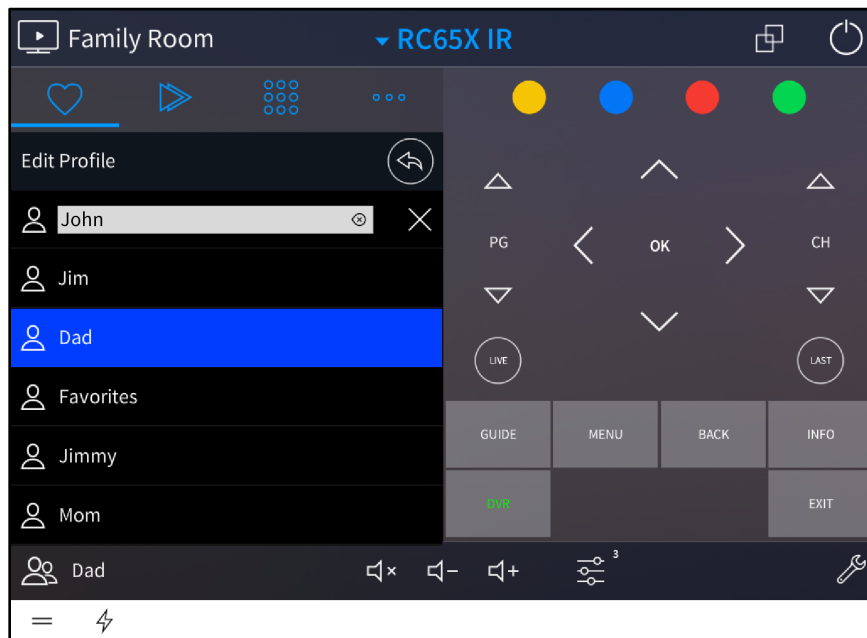 Family Room
RC65X IR
Edit Profile
John
Jim
Dad
Favorites
Jimmy
Mom
Dad
PG
OK
CH
LIVE
LAST
GUIDE
MENU
BACK
INFO
DVR
EXIT
3